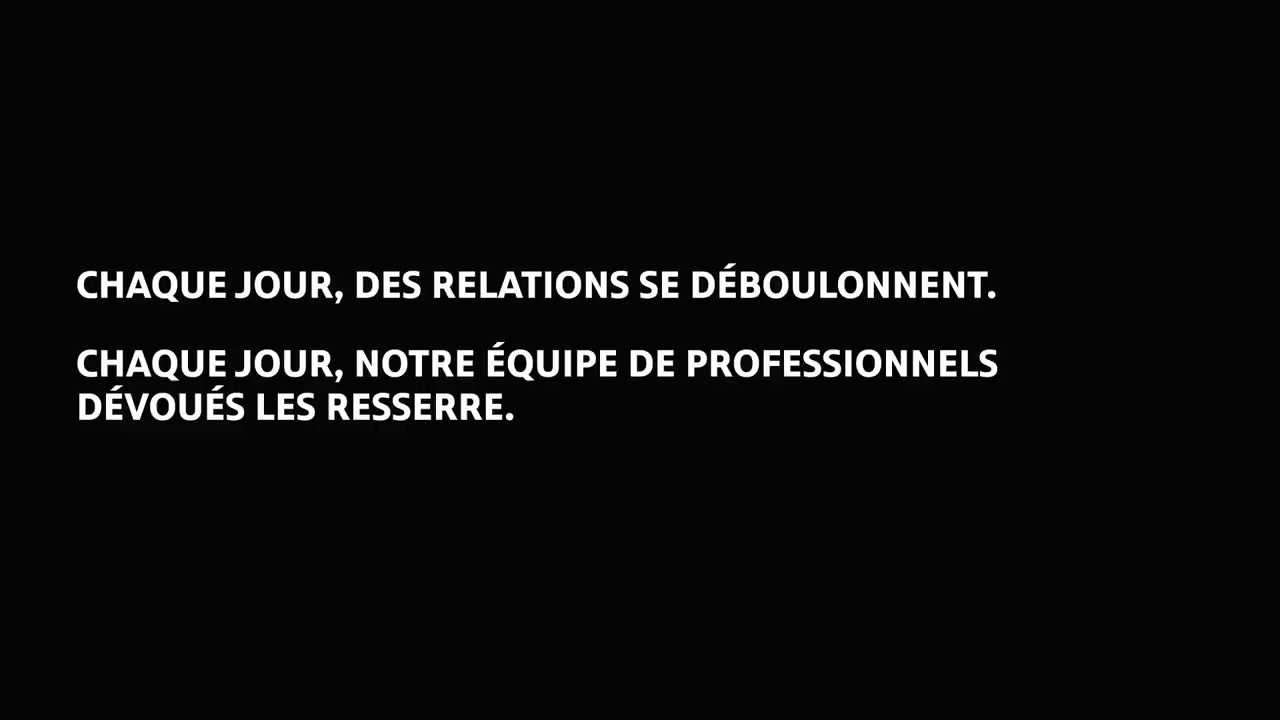 CHAQUE JOUR, DES RELATIONS SE DÉBOULONNENT.
CHAQUE JOUR, NOTRE ÉQUIPE DE PROFESSIONNELS
DÉVOUÉS LES RESSERRE.